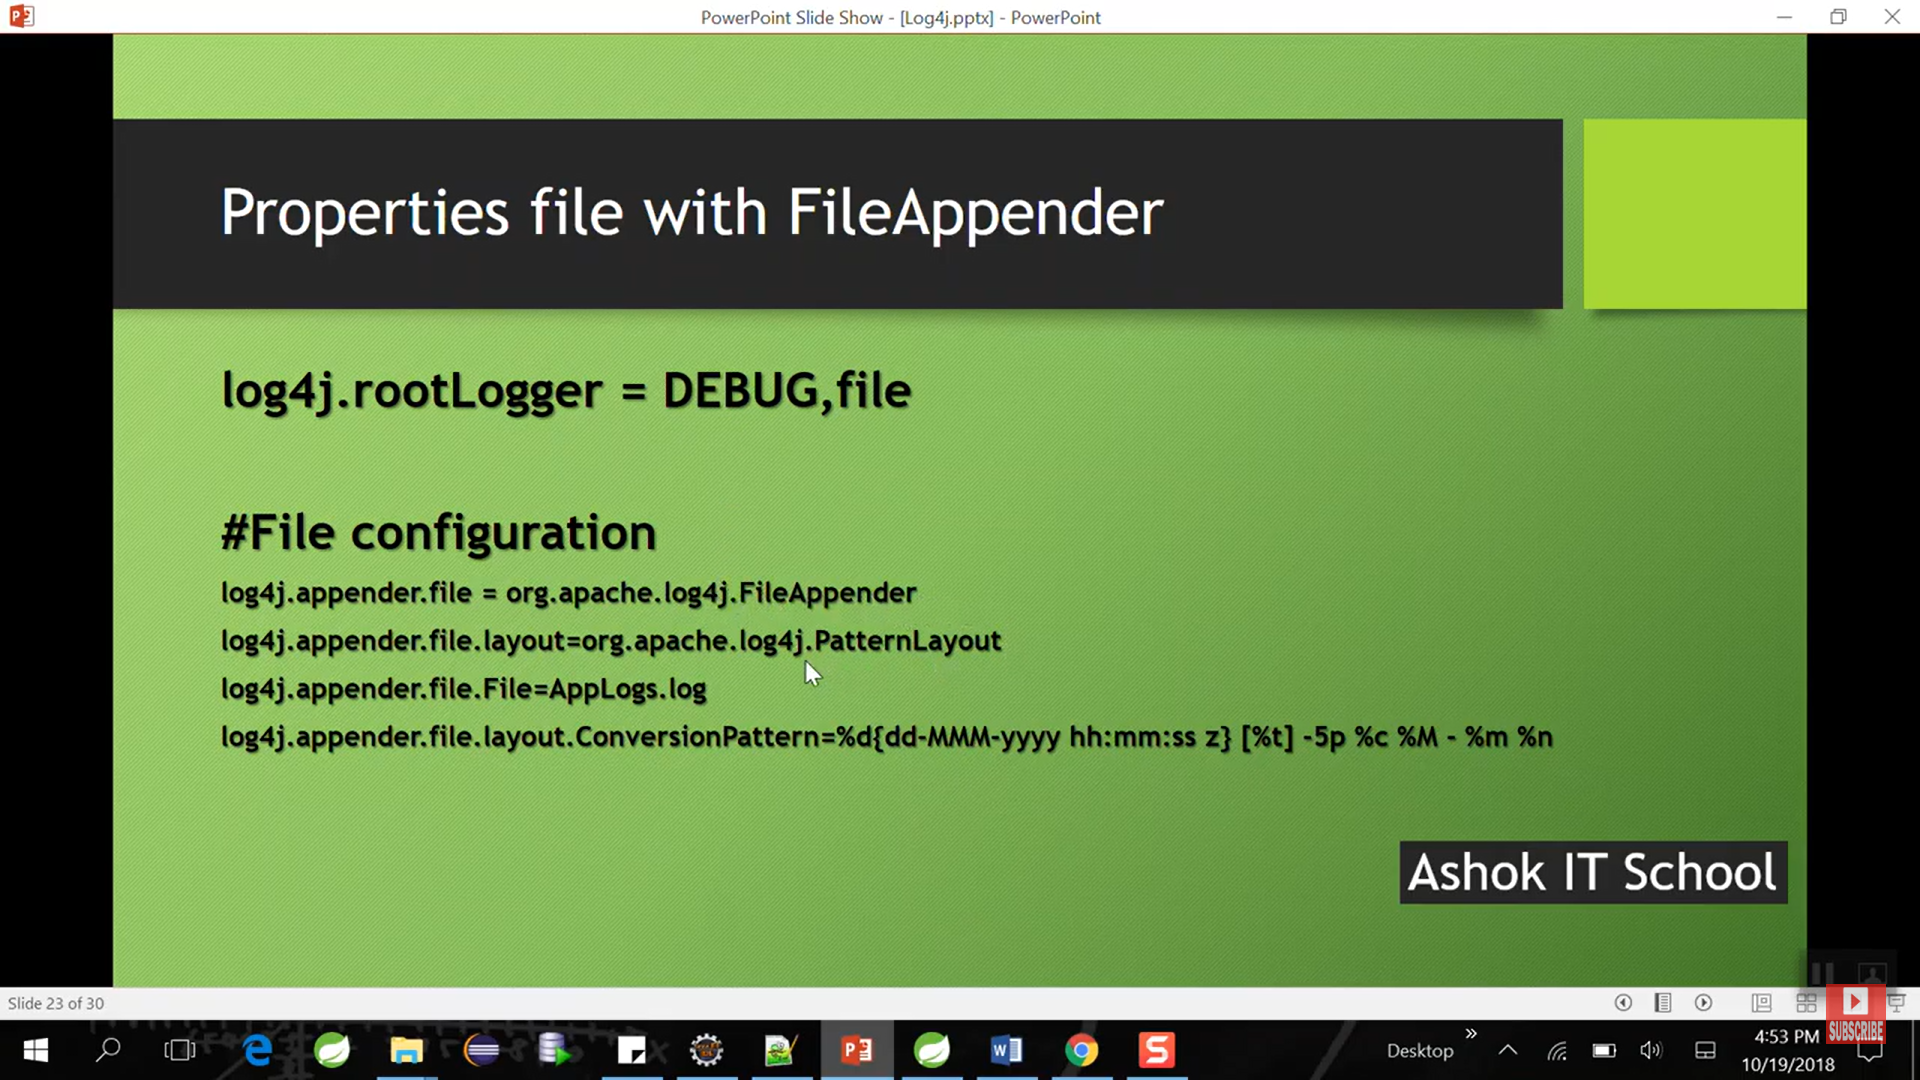 PowerPoint Slide Show - [Log4j.pptx] - PowerPoint
Properties file with FileAppender
log4j.rootLogger = DEBUG,file
#File configuration
log4j.appender.file = org.apache.log4j.FileAppender
log4j.appender.file.layout=org.apache.log4j.PatternLayout
log4j.appender.file.File=AppLogs.log
log4j.appender.file.layout.ConversionPattern=%d{dd-MMM-yyyy hh:mm:ss z} [%t] -5p %c %M - %m %n
Ashok IT School
Slide 23 of 30
SUBSCRIBE
Desktop
4:53 PM
10/19/2018